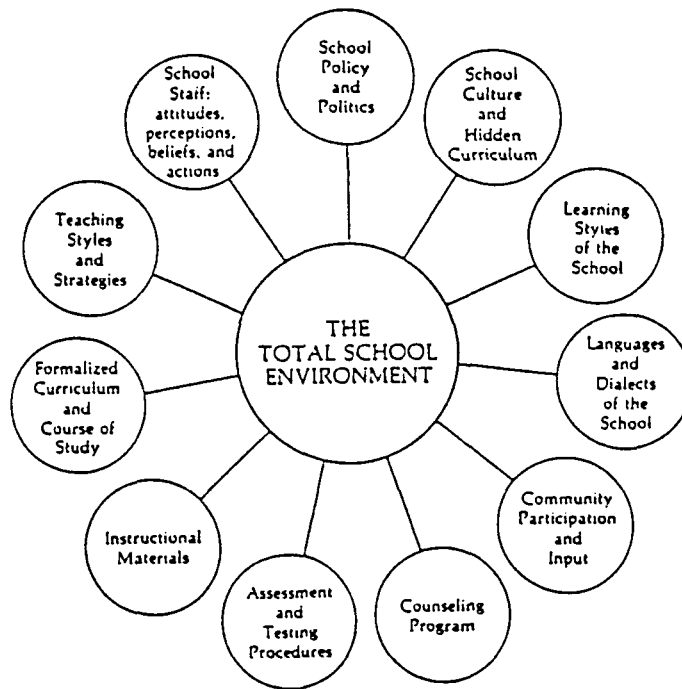 School
Policy
and
Politics
School
Culture
and
Hidden
Curriculum
Learning
Styles
of the
School
Languages
and
Dialects
of the
School
Community
Participation
and
Input
Counseling
Program
Assessment
and
Testing
Procedures
Instructional
Materials
Formalized
Curriculum
and
Course of
Study
Teaching
Styles
and
Strategies
School
Staff:
attitudes,
perceptions,
beliefs, and
actions
THE
TOTAL SCHOOL
ENVIRONMENT